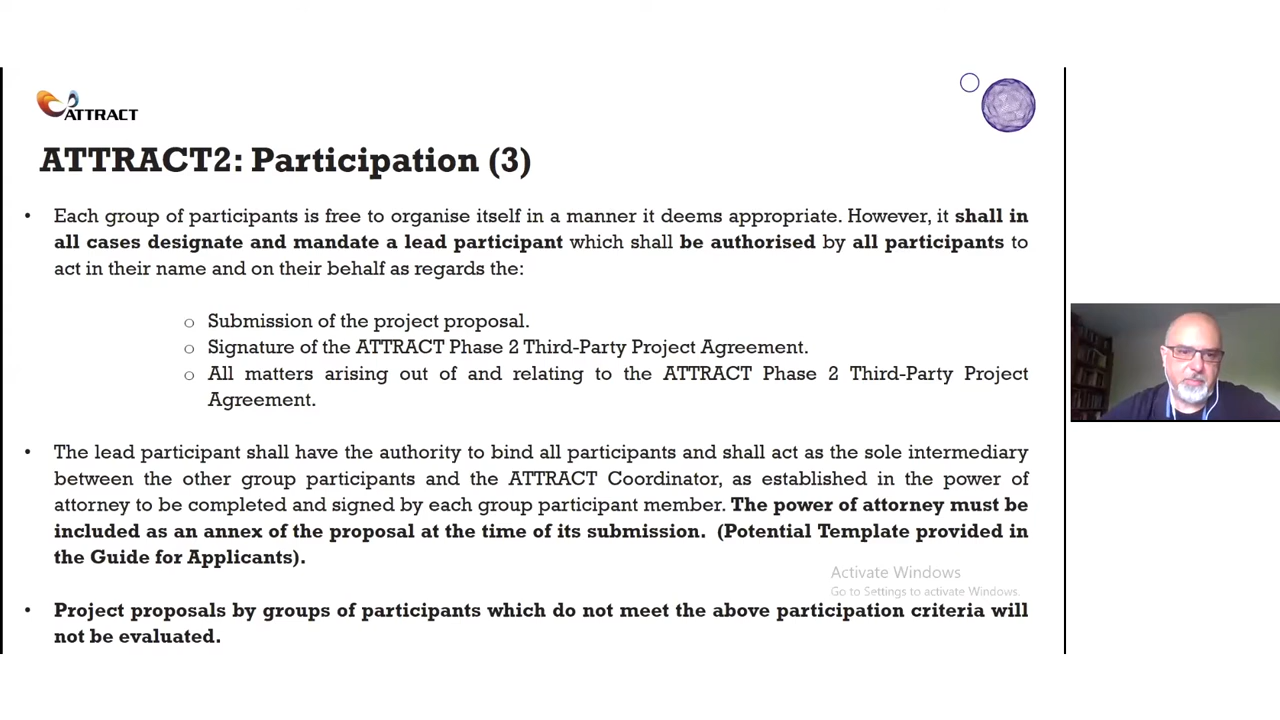 ATTRACT
ATTRACT2: Participation (3)
• Each group of participants is free to organise itself in a manner it deems appropriate. However, it shall in
all cases designate and mandate a lead participant which shall be authorised by all participants to
act in their name and on their behalf as regards the:
o Submission of the project proposal.
o Signature of the ATTRACT Phase 2 Third-Party Project Agreement.
o All matters arising out of and relating to the ATTRACT Phase 2 Third-Party Project
Agreement.
• The lead participant shall have the authority to bind all participants and shall act as the sole intermediary
between the other group participants and the ATTRACT Coordinator, as established in the power of
attorney to be completed and signed by each group participant member. The power of attorney must be
included as an annex of the proposal at the time of its submission. (Potential Template provided in
the Guide for Applicants).
Activate Windows
Go to Settings to activate Windows.
• Project proposals by groups of participants which do not meet the above participation criteria will
not be evaluated.